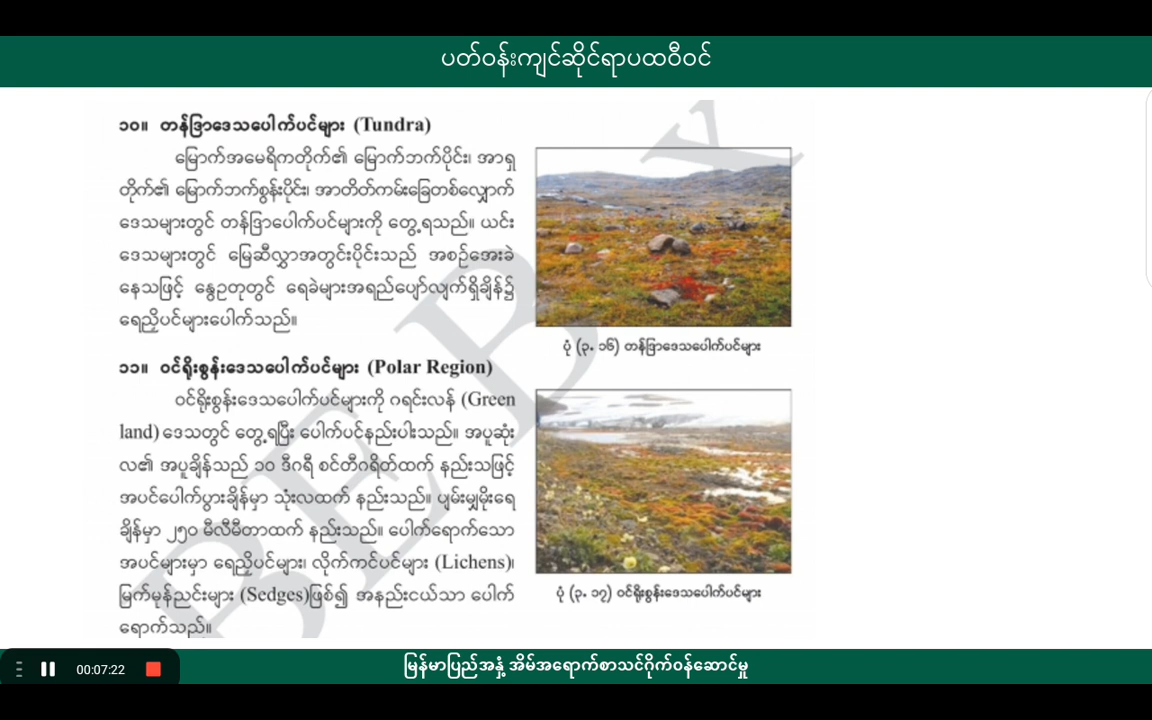 ပတ်ဝန်းကျင်ဆိုင်ရာပထဝီဝင်
၁၀။ တန်ဒြာဒေသပေါက်ပင်များ (Tundra)
မြောက်အမေရိကတိုက်၏ မြောက်ဘက်ပိုင်း၊ အာရှ
တိုက်၏ မြောက်ဘက်စွန်းပိုင်း၊ အာတိတ်ကမ်းခြေတစ်လျှောက်
ဒေသများတွင် တန်ဒြာပေါက်ပင်များကို တွေ့ရသည်။ ယင်း
ဒေသများတွင် မြေဆီလွှာအတွင်းပိုင်းသည် အစဉ်အေးခဲ
နေသဖြင့် နွေဥတုတွင် ရေခဲများအရည်ပျော်လျက်ရှိချိန်၌
ရေညှိပင်များပေါက်သည်။
ပုံ (၃. ၁၆) တန်ဒြာဒေသပေါက်ပင်များ
၁၁။ ဝင်ရိုးစွန်းဒေသပေါက်ပင်များ (Polar Region)
ဝင်ရိုးစွန်းဒေသပေါက်ပင်များကို ဂရင်းလန် (Green
land) ဒေသတွင် တွေ့ရပြီး ပေါက်ပင်နည်းပါးသည်။ အပူဆုံး
လ၏ အပူချိန်သည် ၁၀ ဒီဂရီ စင်တီဂရိတ်ထက် နည်းသဖြင့်
အပင်ပေါက်ပွားချိန်မှာ သုံးလထက် နည်းသည်။ ပျမ်းမျှမိုးရေ
ချိန်မှာ ၂၅၀ မီလီမီတာထက် နည်းသည်။ ပေါက်ရောက်သော
အပင်များမှာ ရေညှိပင်များ၊ လိုက်ကင်ပင်များ (Lichens)၊
မြက်မုန်ညင်းများ (Sedges)ဖြစ်၍ အနည်းငယ်သာ ပေါက်
ရောက်သည်။
ပုံ (၃. ၁၇) ဝင်ရိုးစွန်းဒေသပေါက်ပင်များ
BEBYX
00:07:22
မြန်မာပြည်အနှံ့ အိမ်အရောက်စာသင်ဂိုက်ဝန်ဆောင်မှု